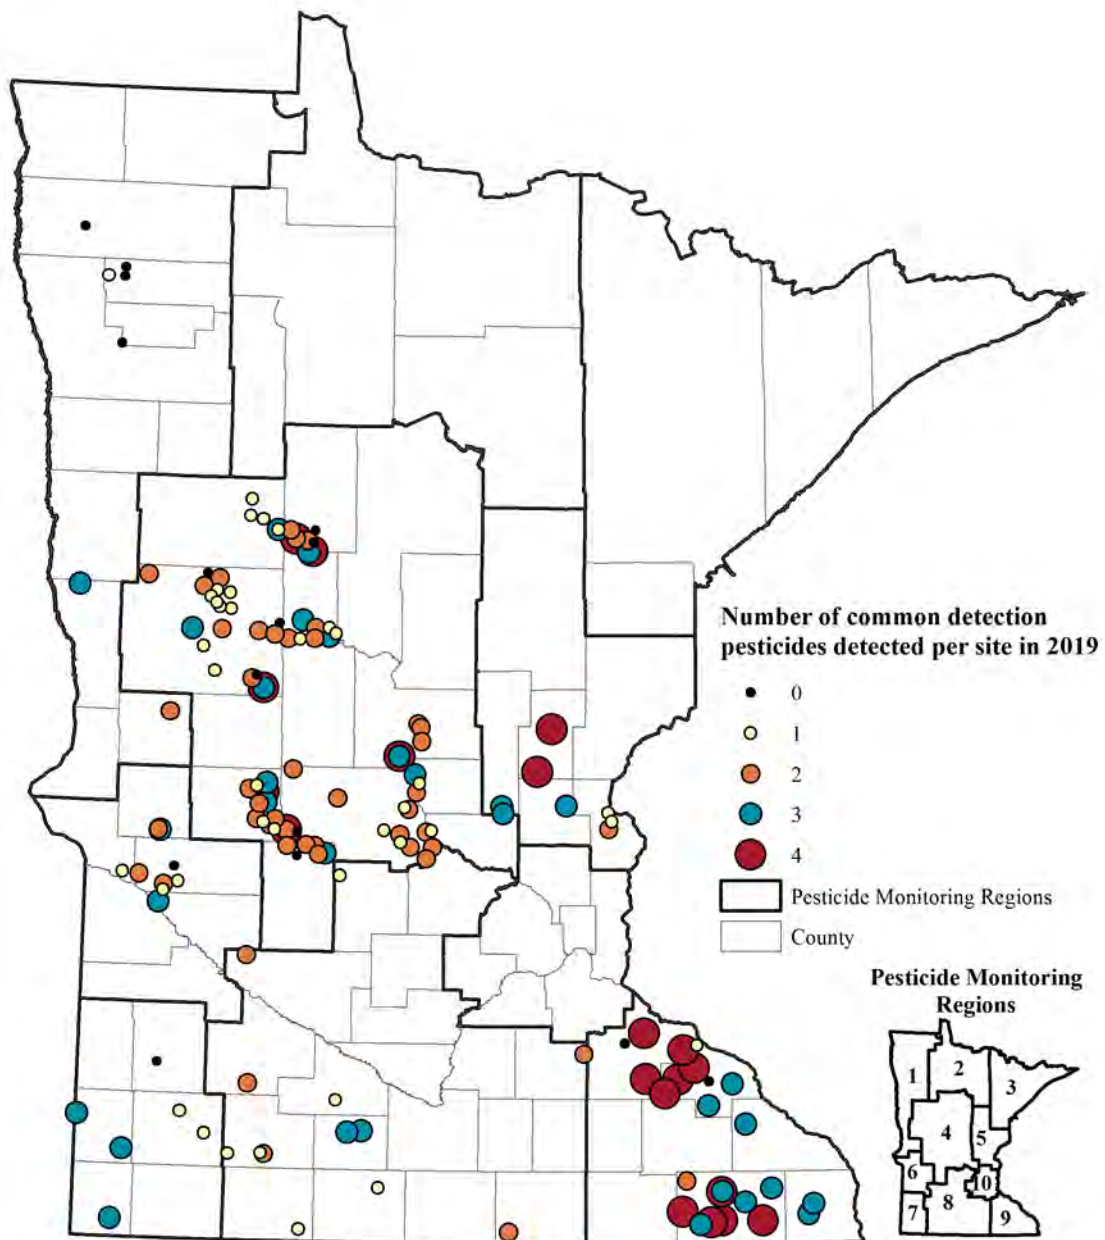 Number of common detection
pesticides detected per site in 2019
0
1
2
3
4
Pesticide Monitoring Regions
County
Pesticide Monitoring
Regions
1
2
3
4
5
6
10
7
8
9